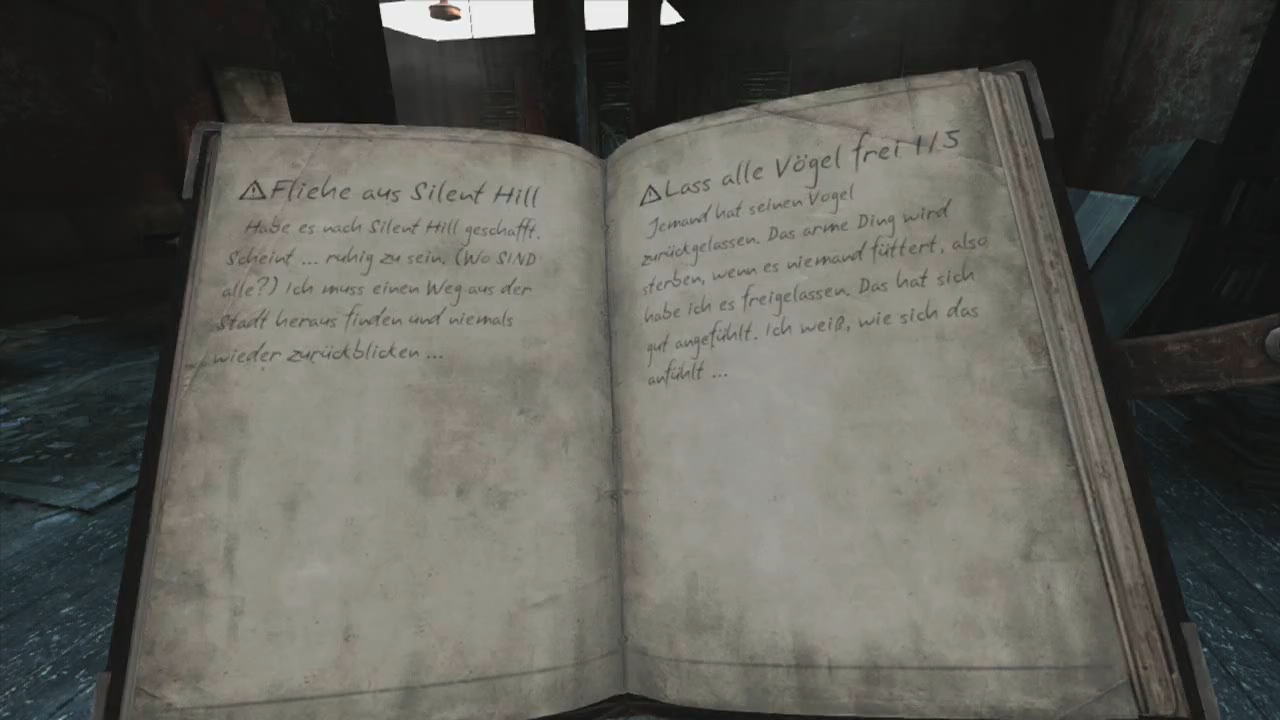 ⚠Fliehe aus Silent Hill
Habe es nach Silent Hill geschafft.
Scheint ... ruhig zu sein. (Wo SIND
alle?) Ich muss einen Weg aus der
Stadt heraus finden und niemals
wieder zurückblicken ...
⚠Lass alle Vögel frei 1/5
Jemand hat seinen Vogel
zurückgelassen. Das arme Ding wird
sterben, wenn es niemand füttert, also
habe ich es freigelassen. Das hat sich
gut angefühlt. Ich weiß, wie sich das
anfühlt ...